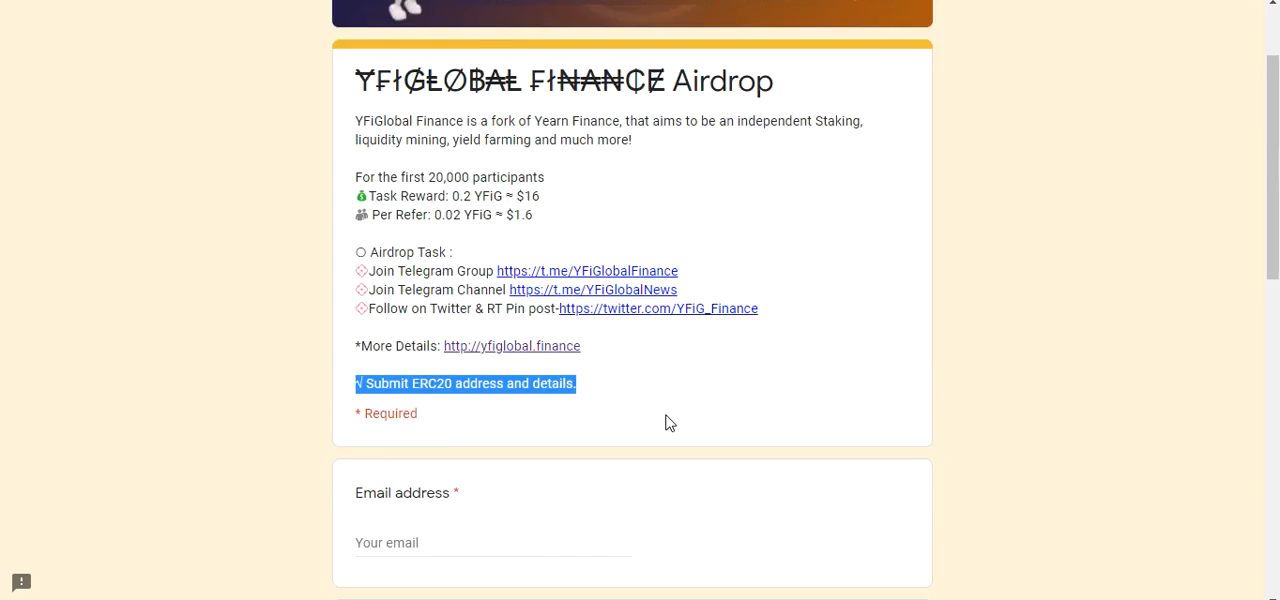 ɎF̵łǤŁØ฿₳Ł F̵ł₦₳₦₵Ɇ Airdrop
YFiGlobal Finance is a fork of Yearn Finance, that aims to be an independent Staking,
liquidity mining, yield farming and much more!
For the first 20,000 participants
💰Task Reward: 0.2 YFiG ≈ $16
👥 Per Refer: 0.02 YFiG ≈ $1.6
○ Airdrop Task :
💠Join Telegram Group https://t.me/YFiGlobalFinance
💠Join Telegram Channel https://t.me/YFiGlobalNews
💠Follow on Twitter & RT Pin post-https://twitter.com/YFiG_Finance
*More Details: http://yfiglobal.finance
√ Submit ERC20 address and details.
* Required
Email address *
Your email